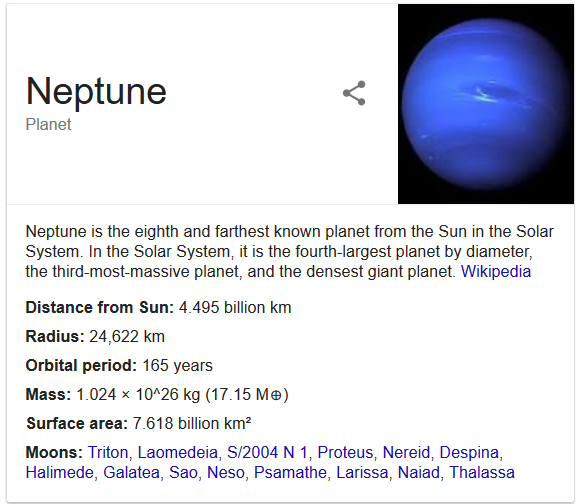 Neptune
Planet
Neptune is the eighth and farthest known planet from the Sun in the Solar
System. In the Solar System, it is the fourth-largest planet by diameter,
the third-most-massive planet, and the densest giant planet. Wikipedia
Distance from Sun: 4.495 billion km
Radius: 24,622 km
Orbital period: 165 years
Mass: 1.024 × 10^26 kg (17.15 M⊕)
Surface area: 7.618 billion km²
Moons: Triton, Laomedeia, S/2004 N 1, Proteus, Nereid, Despina,
Halimede, Galatea, Sao, Neso, Psamathe, Larissa, Naiad, Thalassa